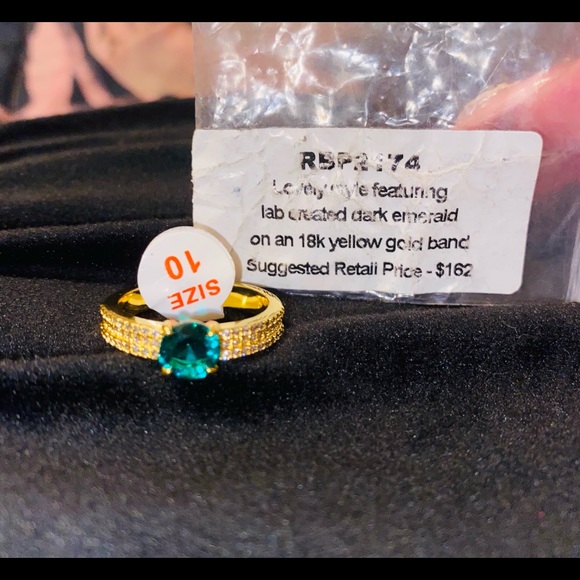 RBP2174
Lovely style featuring
lab created dark emerald
on an 18k yellow gold band
Suggested Retail Price - $162
SIZE
10